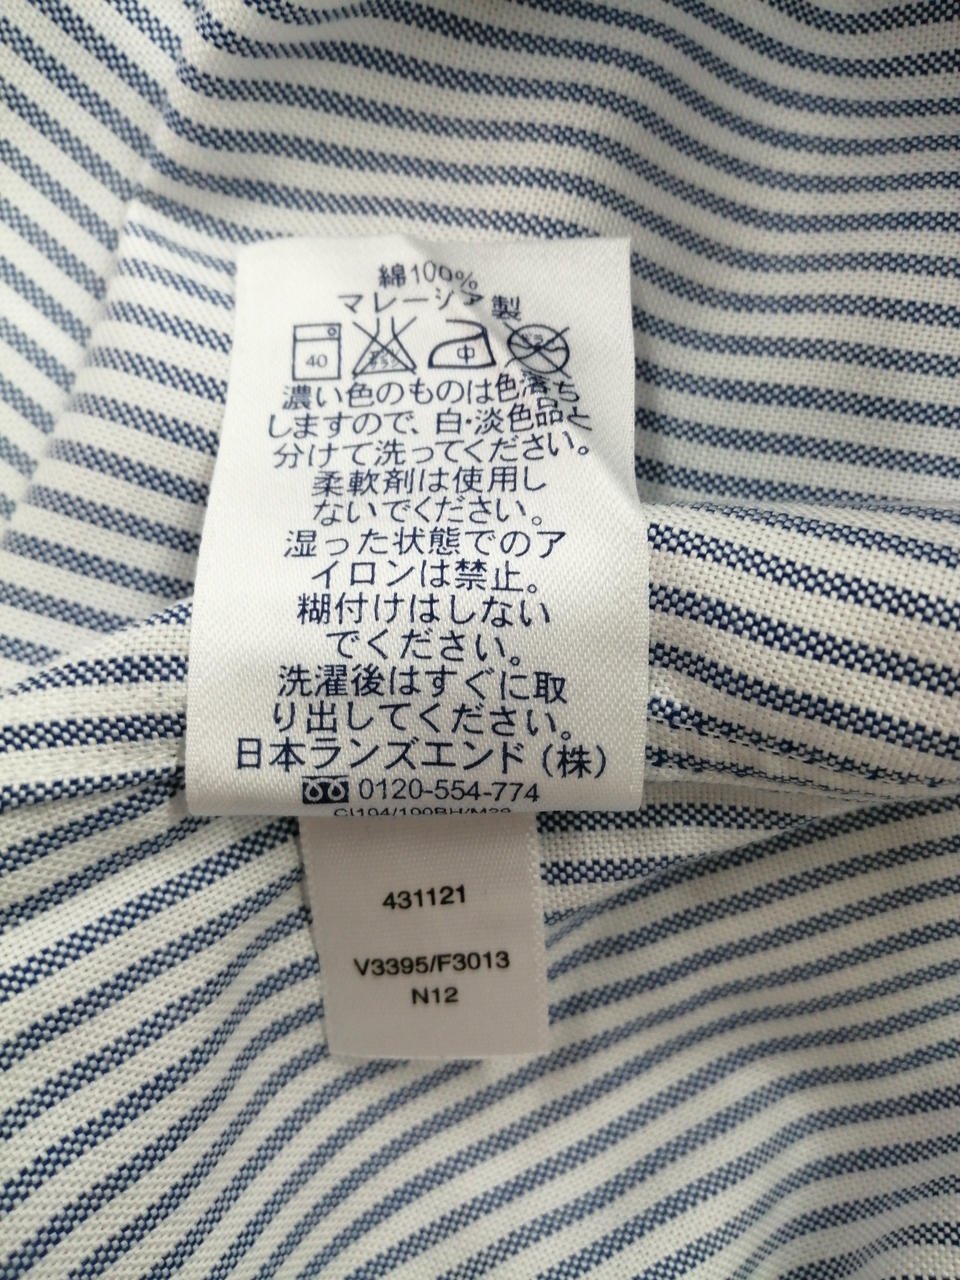 綿100%
マレーシア製
40 中
濃い色のものは色落ち
しますので、白・淡色品と
分けて洗ってください。
柔軟剤は使用し
ないでください。
湿った状態でのア
イロンは禁止。
糊付けはしない
でください。
洗濯後はすぐに取
り出してください。
日本ランズエンド（株）
0120-554-774
431121
V3395/F3013
N12